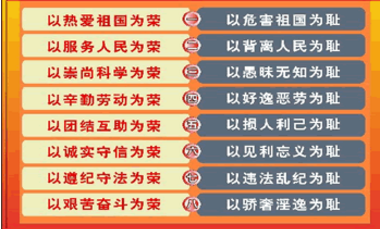 以热爱祖国为荣 一 以危害祖国为耻
以服务人民为荣 二 以背离人民为耻
以崇尚科学为荣 三 以愚昧无知为耻
以辛勤劳动为荣 四 以好逸恶劳为耻
以团结互助为荣 五 以损人利己为耻
以诚实守信为荣 六 以见利忘义为耻
以遵纪守法为荣 七 以违法乱纪为耻
以艰苦奋斗为荣 八 以骄奢淫逸为耻